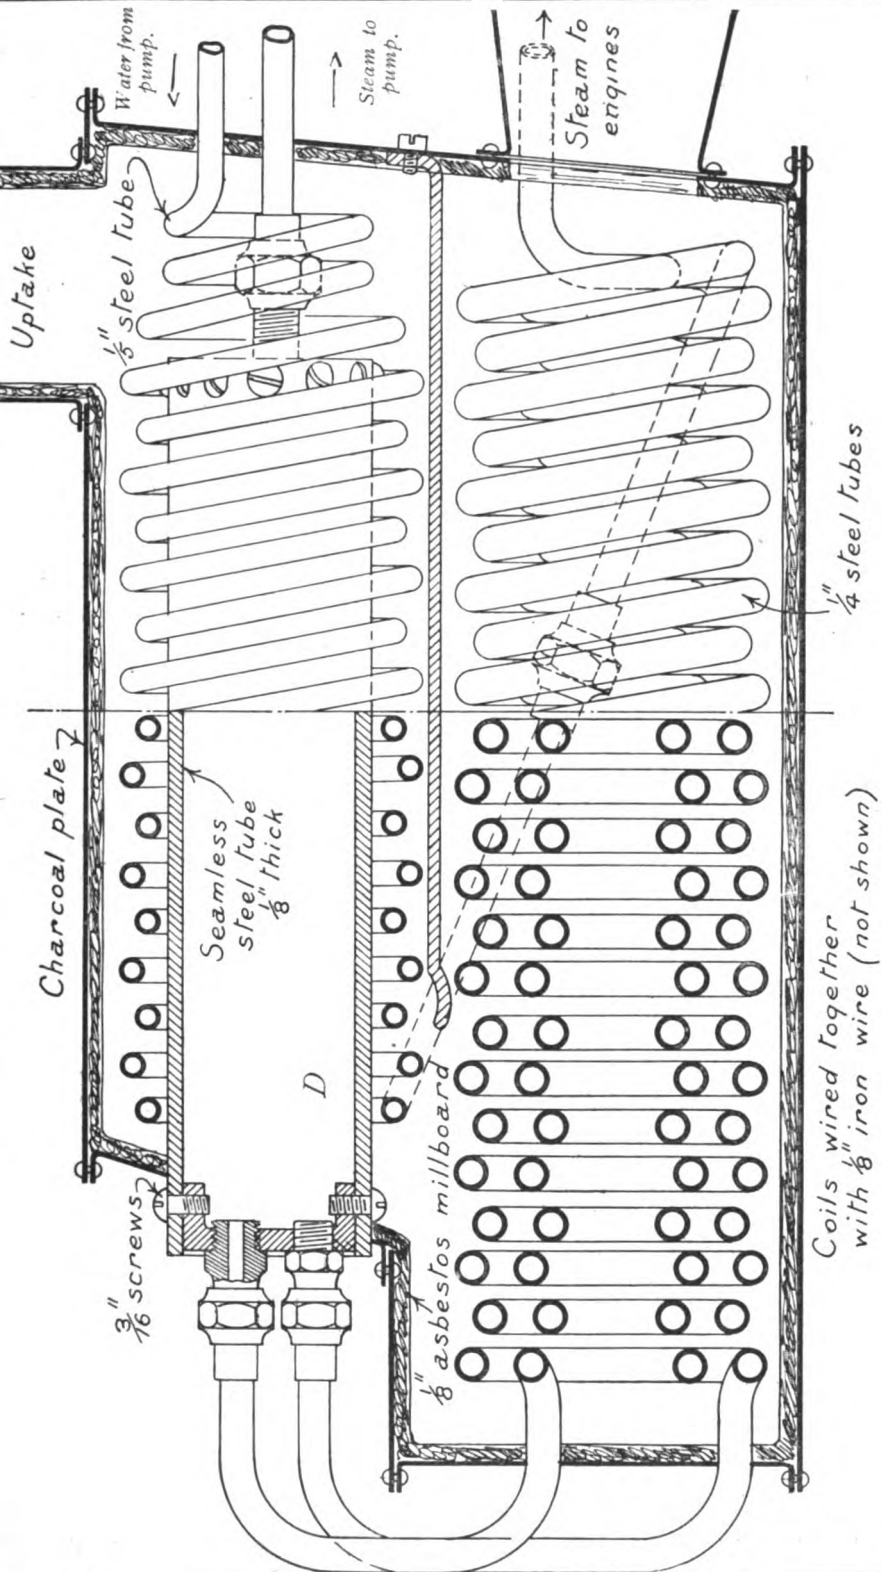 Water from
pump.
Steam to
pump.
Steam to
engines
Uptake
1/5" steel tube
Charcoal plate
Seamless
steel tube
1/8" thick
D
3/16" screws
1/8" asbestos millboard
1/4" steel tubes
Coils wired together
with 1/8" iron wire (not shown)